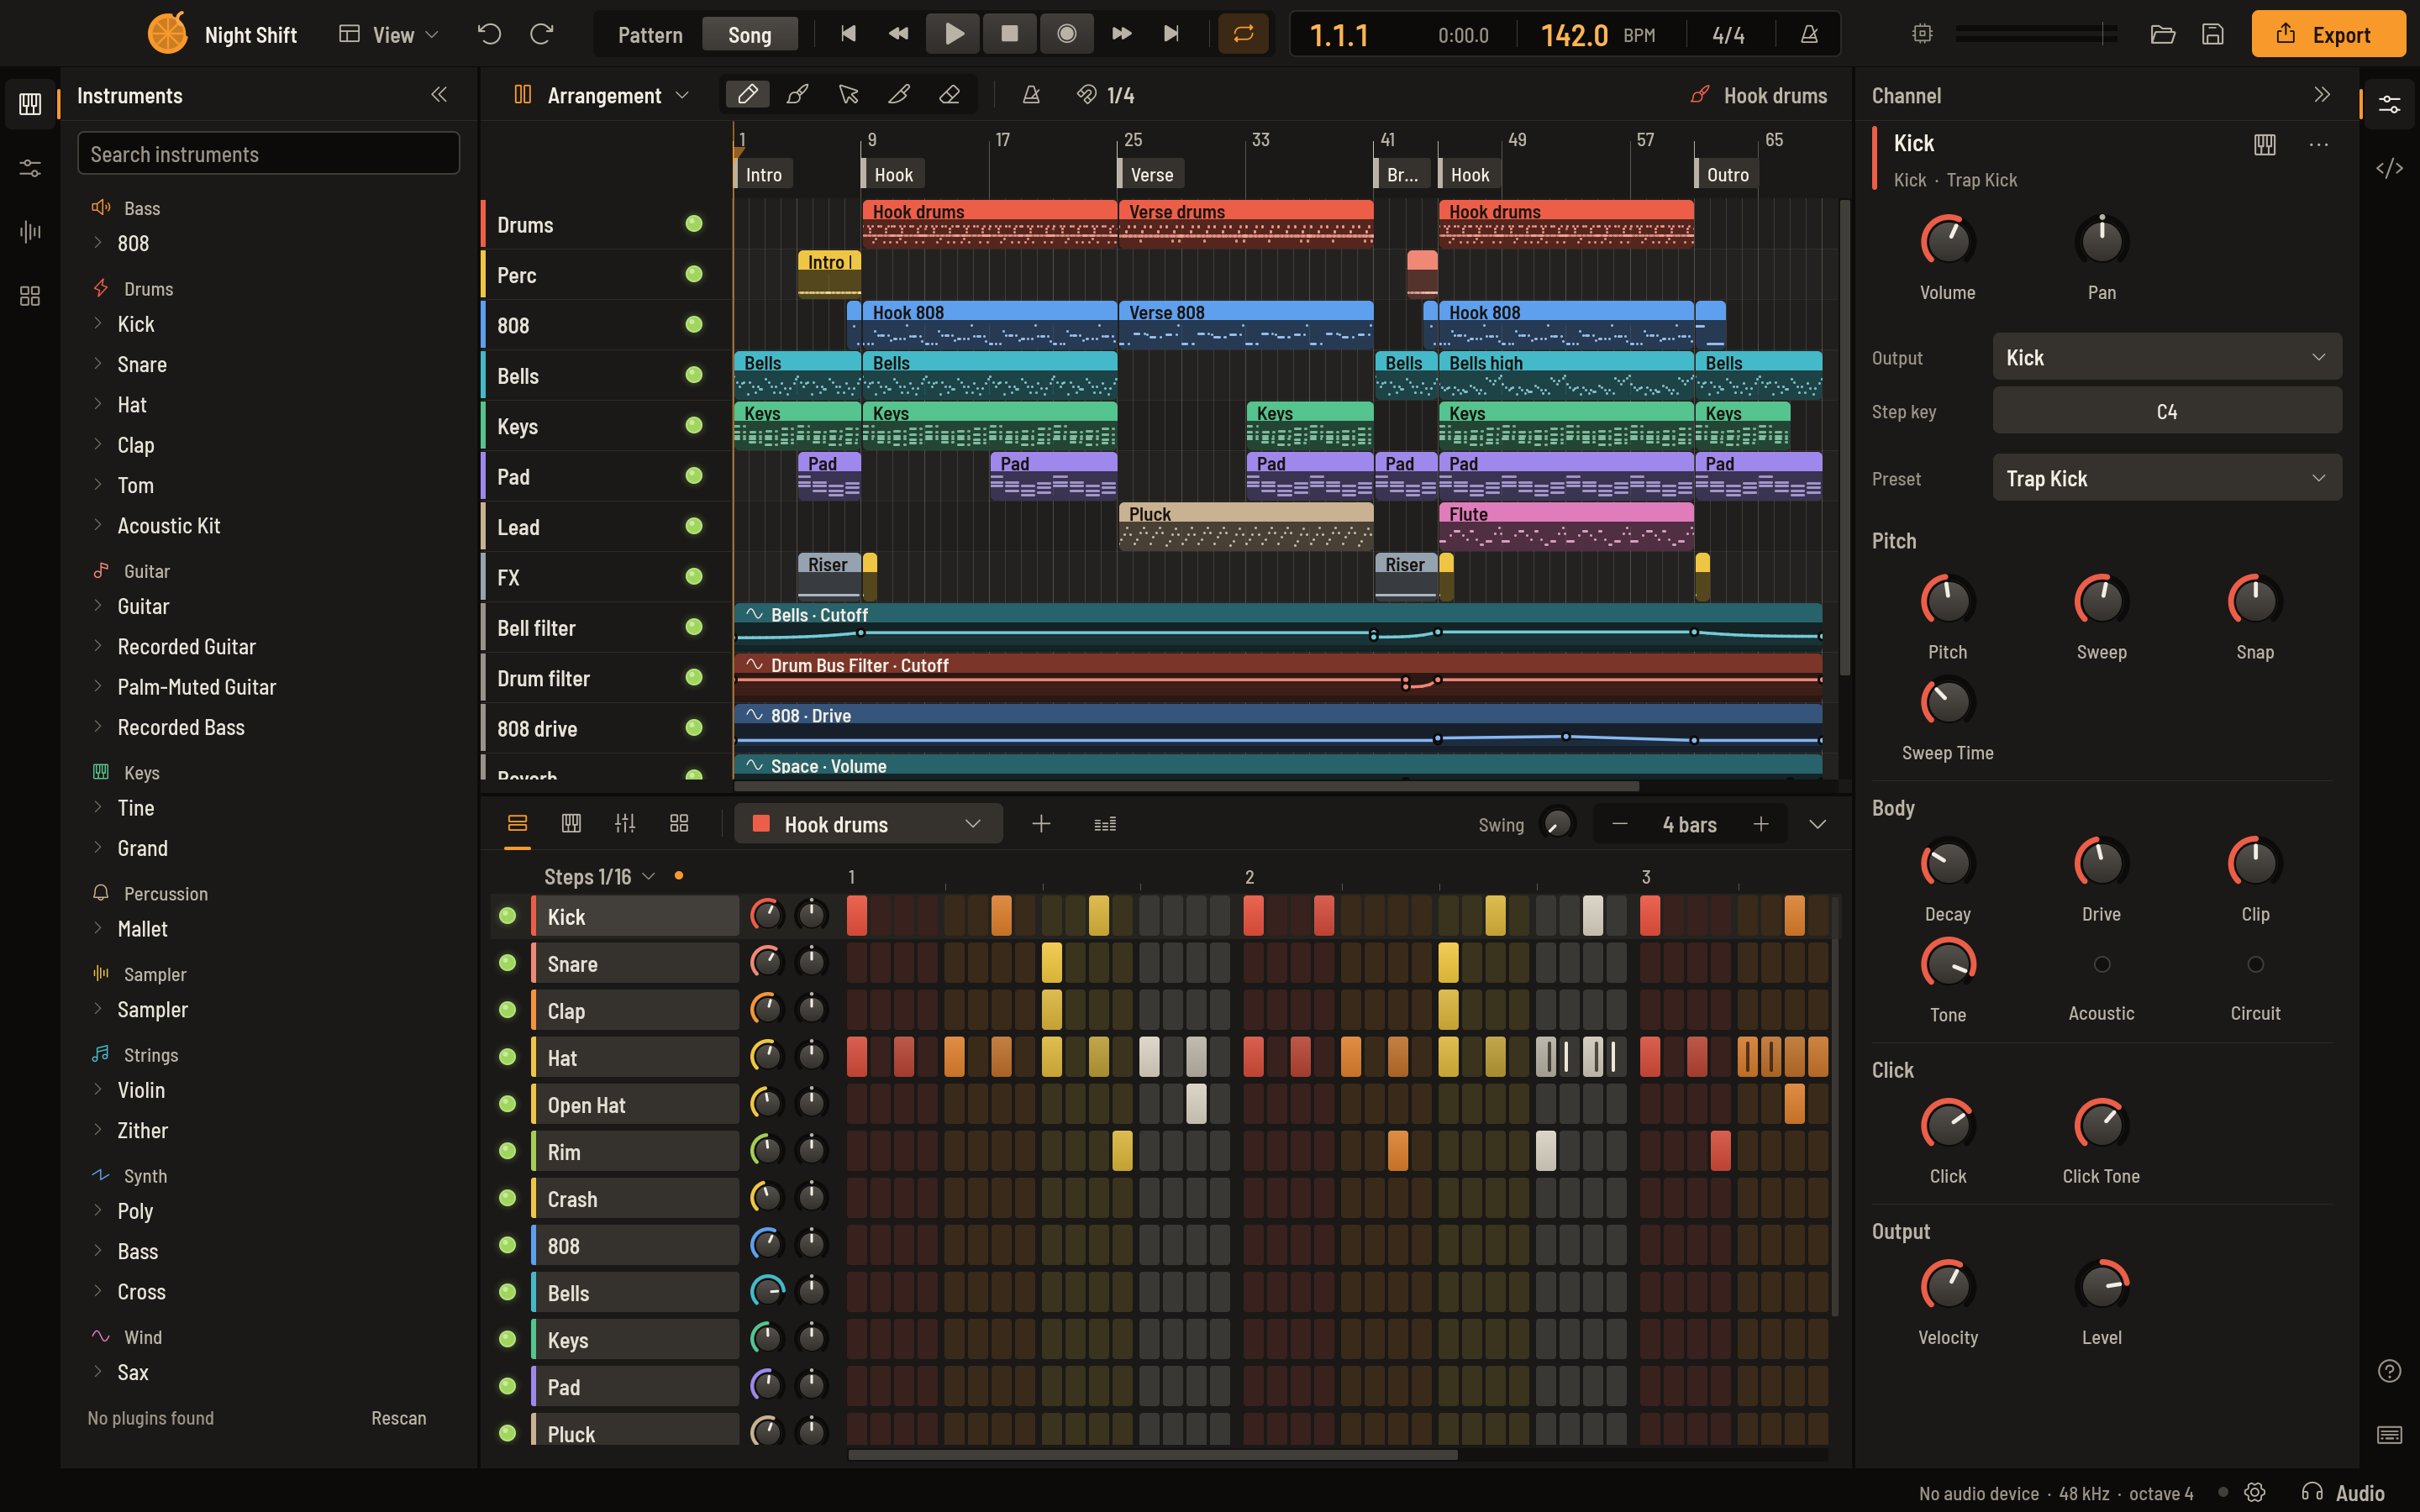 Night Shift View Pattern Song 1.1.1 0:00.0 142.0 BPM 4/4 Export
Instruments
Search instruments
Bass
808
Drums
Kick
Snare
Hat
Clap
Tom
Acoustic Kit
Guitar
Guitar
Recorded Guitar
Palm-Muted Guitar
Recorded Bass
Keys
Tine
Grand
Percussion
Mallet
Sampler
Sampler
Strings
Violin
Zither
Synth
Poly
Bass
Cross
Wind
Sax
No plugins found Rescan
Arrangement 1/4 Hook drums
1 9 17 25 33 41 49 57 65
Intro Hook Verse Br... Hook Outro
Drums Hook drums Verse drums Hook drums
Perc Intro
808 Hook 808 Verse 808 Hook 808
Bells Bells Bells Bells Bells high Bells
Keys Keys Keys Keys Keys Keys
Pad Pad Pad Pad Pad Pad Pad
Lead Pluck Flute
FX Riser Riser
Bell filter Bells · Cutoff
Drum filter Drum Bus Filter · Cutoff
808 drive 808 · Drive
Reverb Space · Volume
Hook drums Swing 4 bars
Steps 1/16 1 2 3
Kick
Snare
Clap
Hat
Open Hat
Rim
Crash
808
Bells
Keys
Pad
Pluck
Channel
Kick
Kick · Trap Kick
Volume Pan
Output Kick
Step key C4
Preset Trap Kick
Pitch
Pitch Sweep Snap
Sweep Time
Body
Decay Drive Clip
Tone Acoustic Circuit
Click
Click Click Tone
Output
Velocity Level
No audio device · 48 kHz · octave 4 Audio